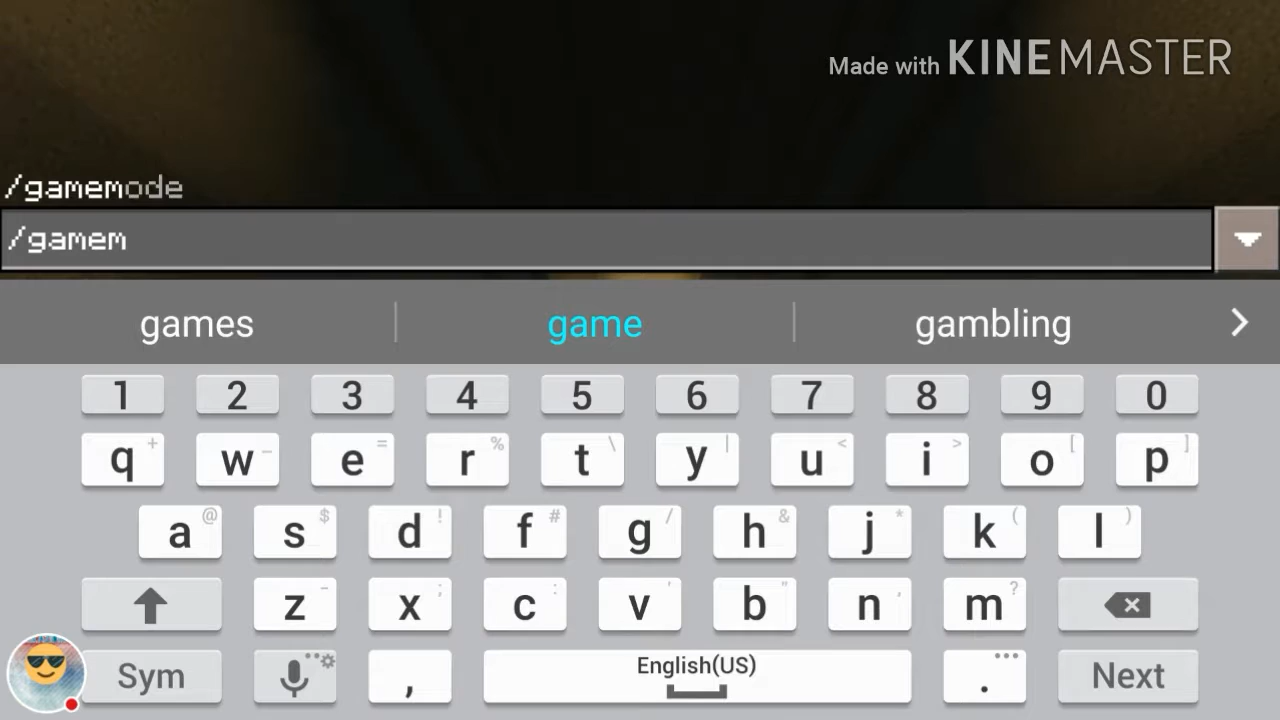 Made with KINEMASTER
/gamemode
/gamem
games game gambling
1 2 3 4 5 6 7 8 9 0
q + w - e = r % t \ y | u < i > o [ p ]
a @ s $ d ! f # g / h & j * k ( l )
z - x ; c : v ' b " n , m ?
Sym , English(US) . Next